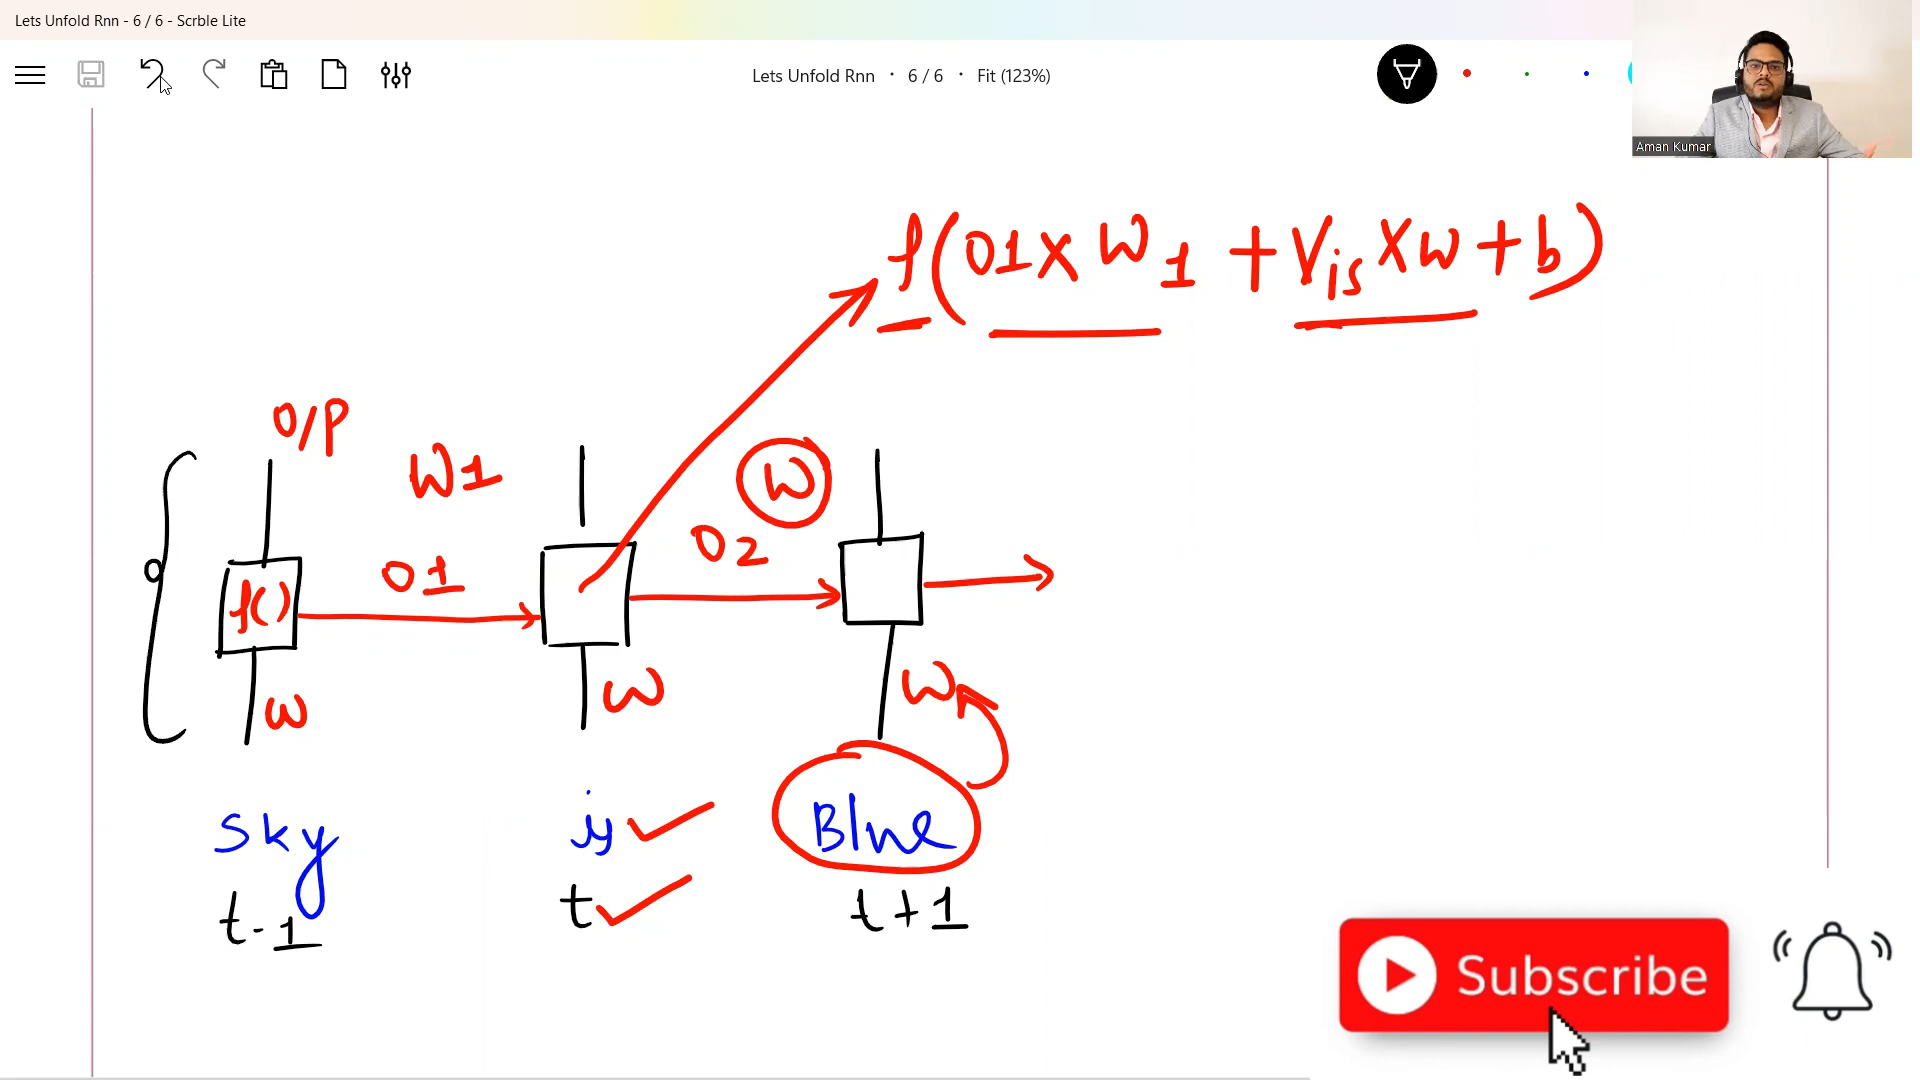 Lets Unfold Rnn - 6 / 6 - Scrble Lite
Lets Unfold Rnn · 6 / 6 · Fit (123%)
Aman Kumar
f(O1 X W1 + Vis X W + b)
O/P
W1
W
O1
O2
f()
W
W
W
Sky
is
Blue
t-1
t
t+1
Subscribe